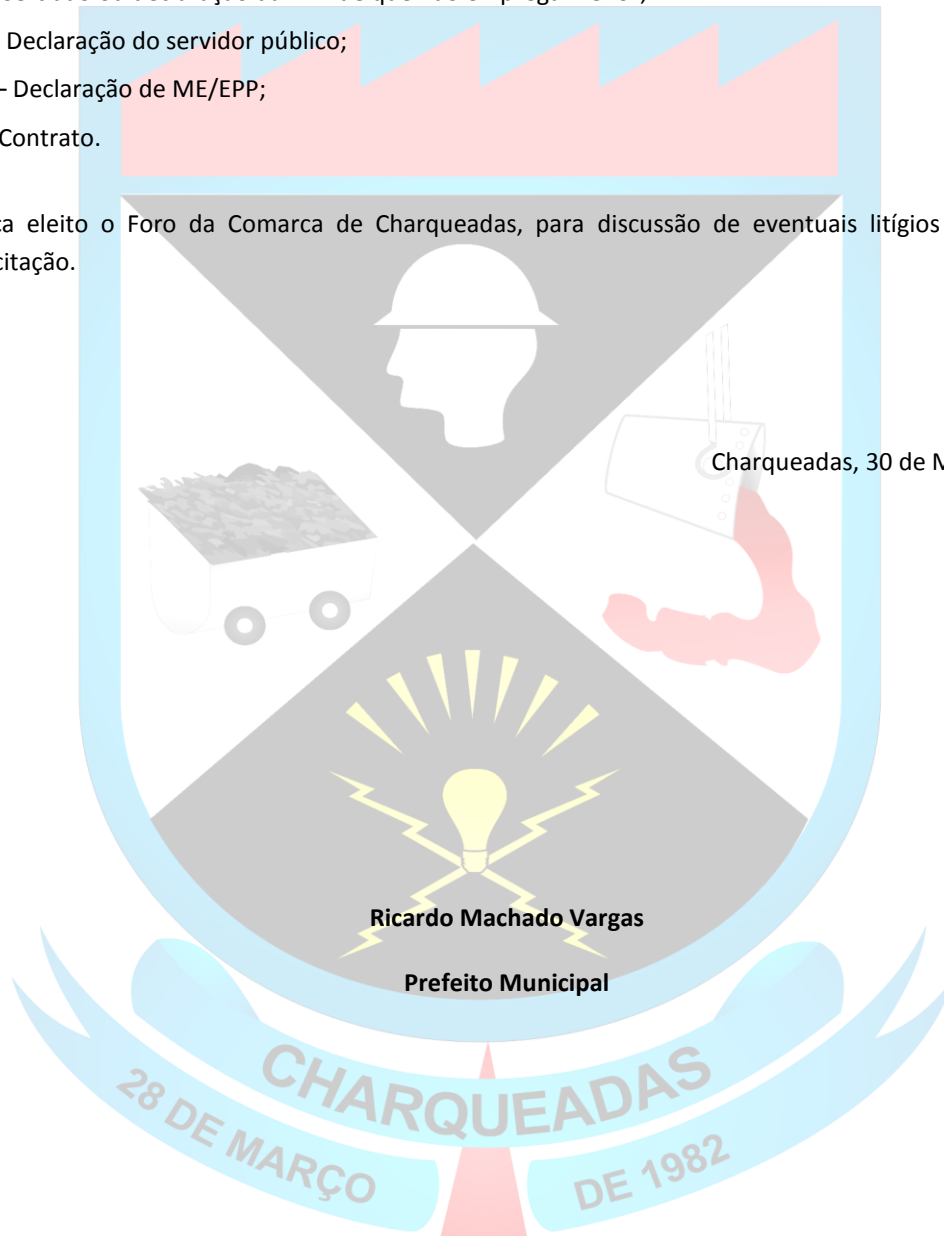 Declaração do servidor público;
- Declaração de ME/EPP;
Contrato.
eleito o Foro da Comarca de Charqueadas, para discussão de eventuais litígios
Charqueadas, 30 de
Ricardo Machado Vargas
Prefeito Municipal
CHARQUEADAS
28 DE MARÇO DE 1982